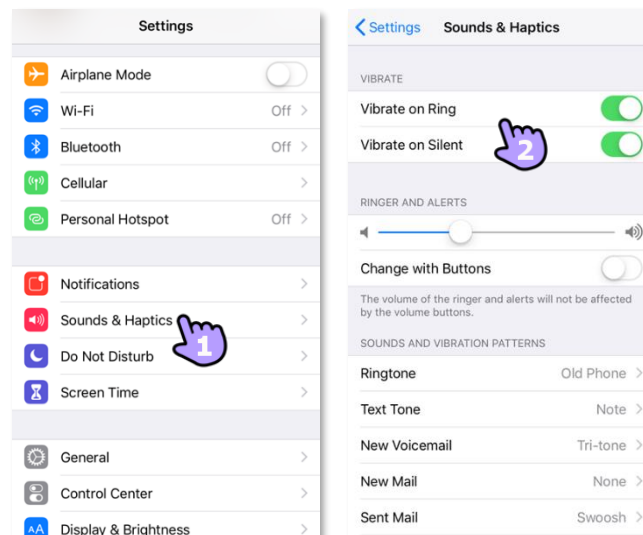 Settings
Airplane Mode
Wi-Fi Off
Bluetooth Off
Cellular
Personal Hotspot Off
Notifications
Sounds & Haptics
1
Do Not Disturb
Screen Time
General
Control Center
AA Display & Brightness
Settings Sounds & Haptics
VIBRATE
Vibrate on Ring
Vibrate on Silent
2
RINGER AND ALERTS
Change with Buttons
The volume of the ringer and alerts will not be affected
by the volume buttons.
SOUNDS AND VIBRATION PATTERNS
Ringtone Old Phone
Text Tone Note
New Voicemail Tri-tone
New Mail None
Sent Mail Swoosh